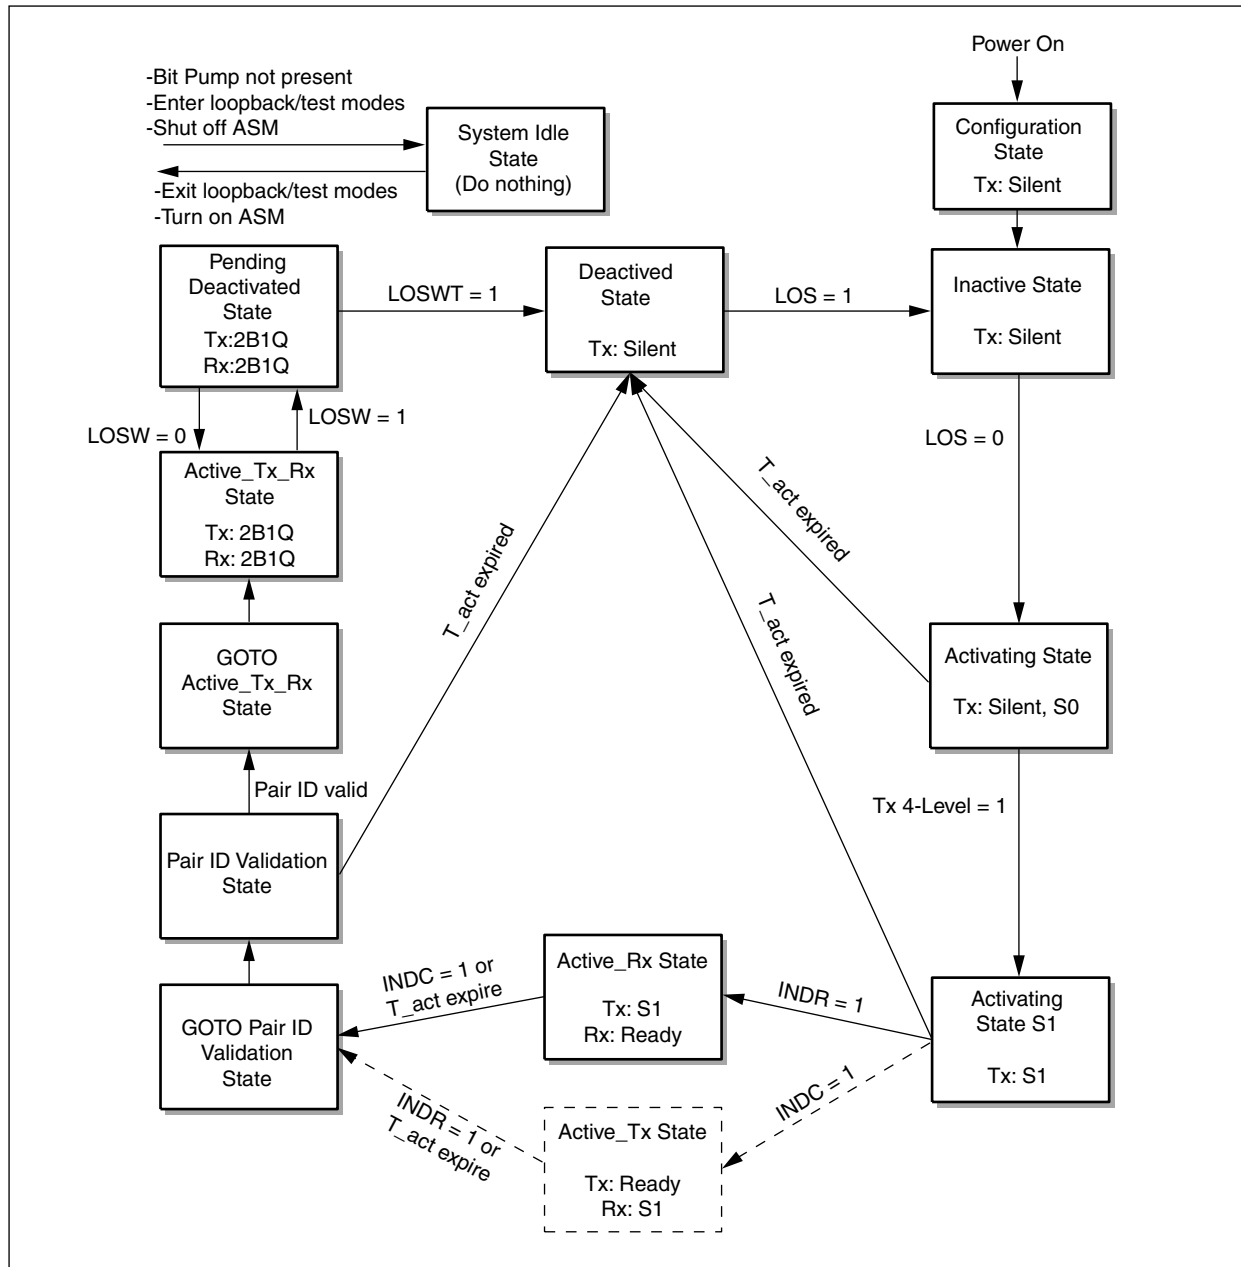 Power On
-Bit Pump not present
-Enter loopback/test modes
-Shut off ASM
System Idle
State
(Do nothing)
-Exit loopback/test modes
-Turn on ASM
Configuration
State
Tx: Silent
Pending
Deactivated
State
Tx:2B1Q
Rx:2B1Q
LOSWT = 1
Deactived
State
Tx: Silent
LOS = 1
Inactive State
Tx: Silent
LOSW = 0
LOSW = 1
LOS = 0
Active_Tx_Rx
State
Tx: 2B1Q
Rx: 2B1Q
T_act expired
T_act expired
T_act expired
GOTO
Active_Tx_Rx
State
Activating State
Tx: Silent, S0
Pair ID valid
Tx 4-Level = 1
Pair ID Validation
State
INDC = 1 or
T_act expire
Active_Rx State
Tx: S1
Rx: Ready
INDR = 1
Activating
State S1
Tx: S1
GOTO Pair ID
Validation
State
INDC = 1
INDR = 1 or
T_act expire
Active_Tx State
Tx: Ready
Rx: S1